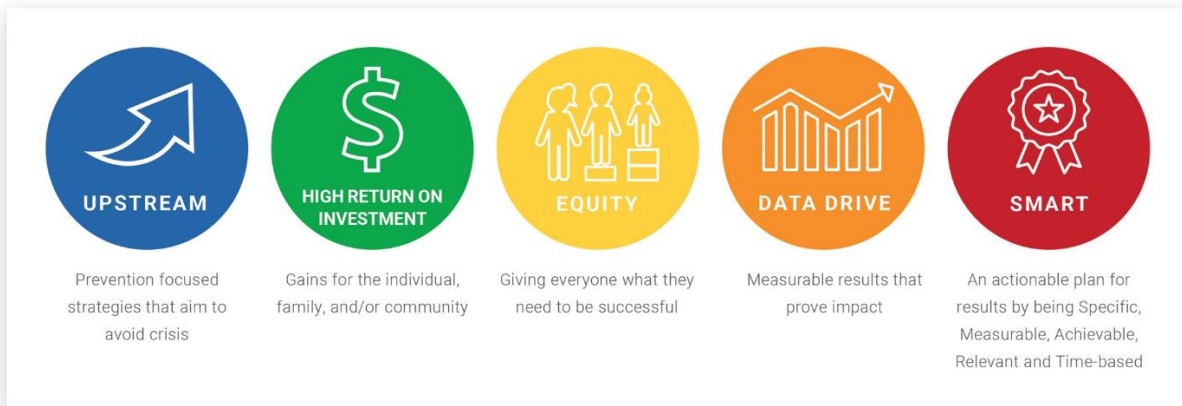 UPSTREAM
Prevention focused
strategies that aim to
avoid crisis
$
HIGH RETURN ON
INVESTMENT
Gains for the individual,
family, and/or community
EQUITY
Giving everyone what they
need to be successful
DATA DRIVE
Measurable results that
prove impact
SMART
An actionable plan for
results by being Specific,
Measurable, Achievable,
Relevant and Time-based